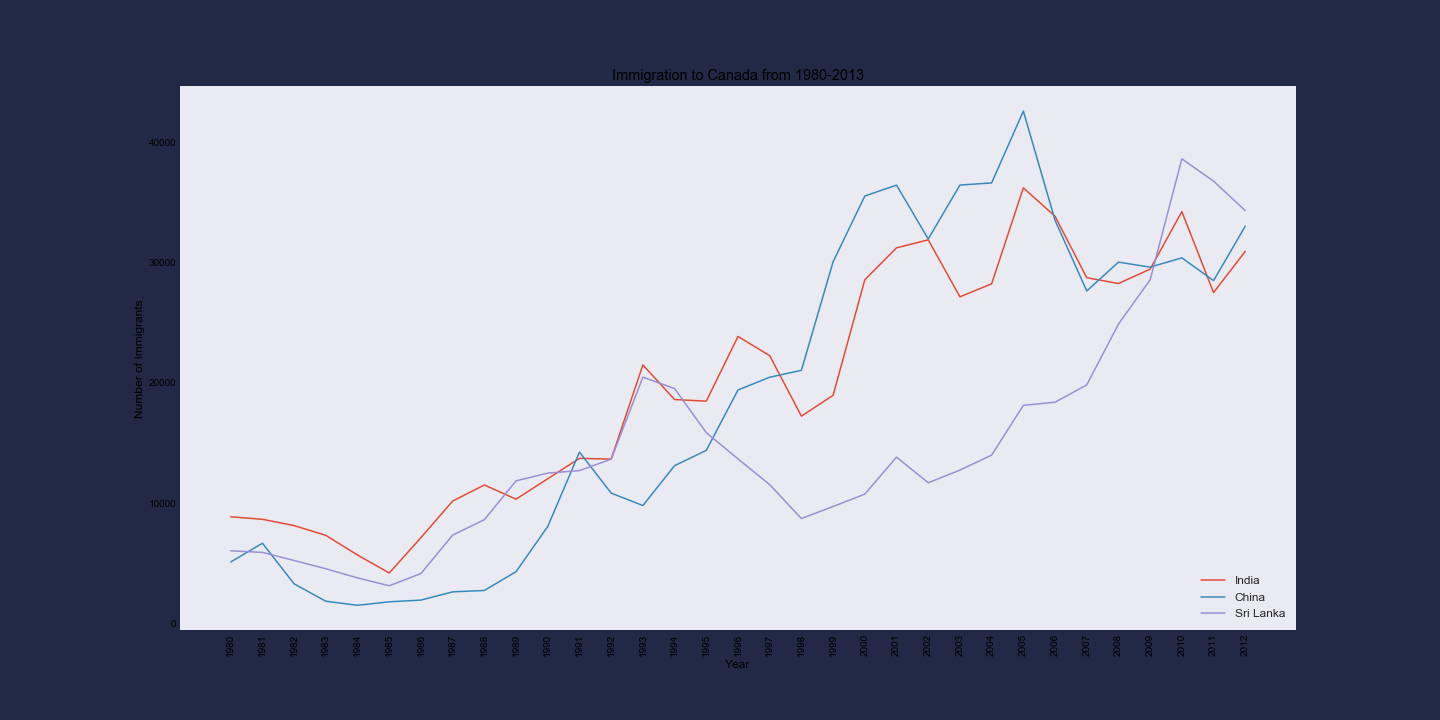 Immigration to Canada from 1980-2013
Number of Immigrants
40000
30000
20000
10000
0
1980 1981 1982 1983 1984 1985 1986 1987 1988 1989 1990 1991 1992 1993 1994 1995 1996 1997 1998 1999 2000 2001 2002 2003 2004 2005 2006 2007 2008 2009 2010 2011 2012
Year
India
China
Sri Lanka